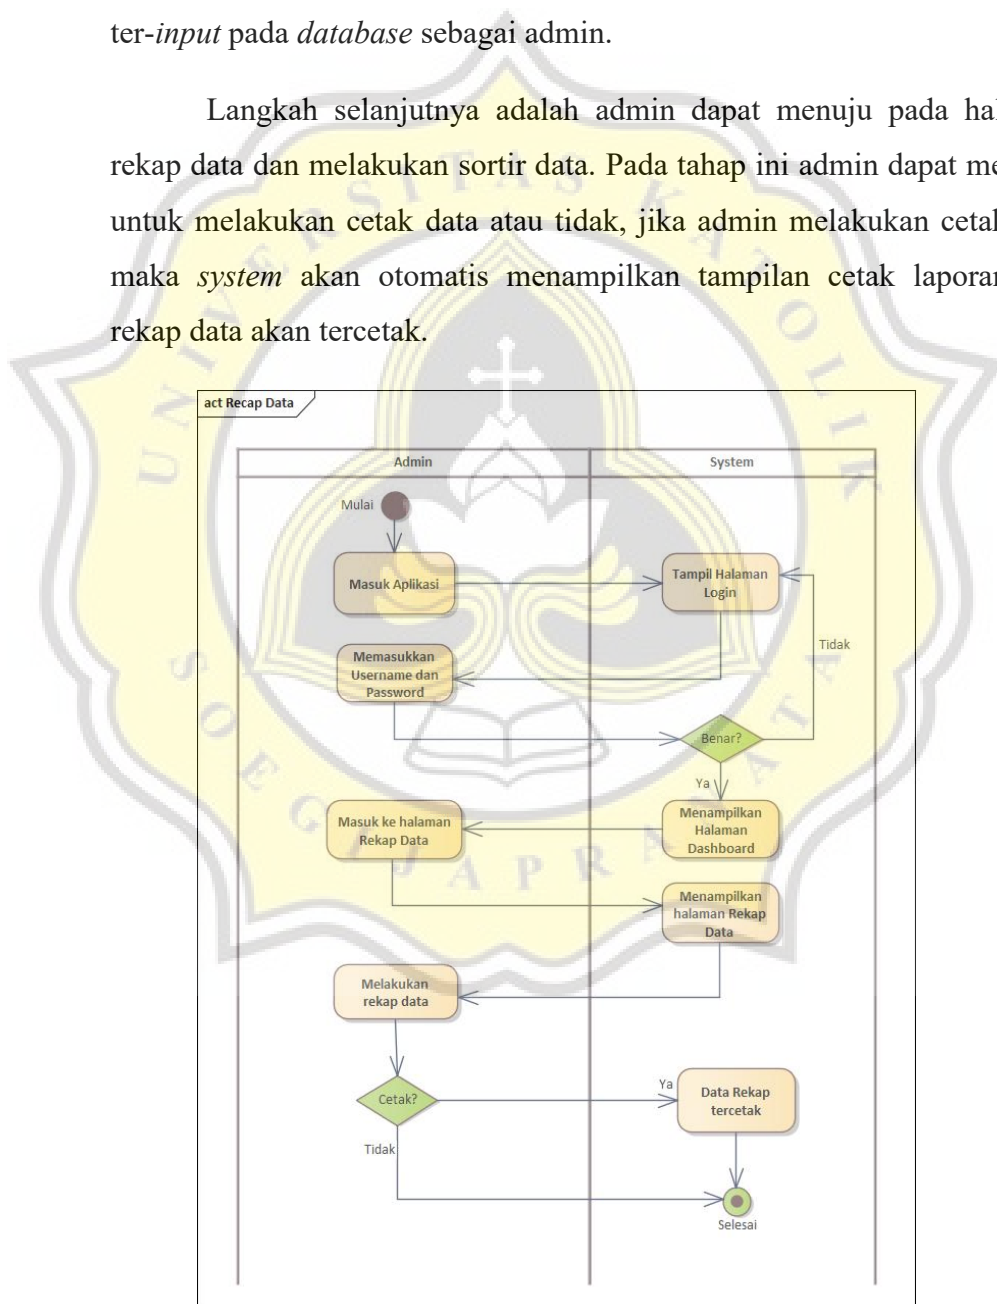 ter-input pada database sebagai admin.
Langkah selanjutnya adalah admin dapat menuju pada
rekap data dan melakukan sortir data. Pada tahap ini admin dapat
untuk melakukan cetak data atau tidak, jika admin melakukan
maka system akan otomatis menampilkan tampilan cetak
rekap data akan tercetak.
act Recap Data
Admin
System
Mulai
Masuk Aplikasi
Tampil Halaman
Login
Tidak
Memasukkan
Username dan
Password
Benar?
Ya
Masuk ke halaman
Rekap Data
Menampilkan
Halaman
Dashboard
Menampilkan
halaman Rekap
Data
Melakukan
rekap data
Cetak?
Ya
Data Rekap
tercetak
Tidak
Selesai
UNIVERSITAS KATOLIK
SOEGIJAPRANATA